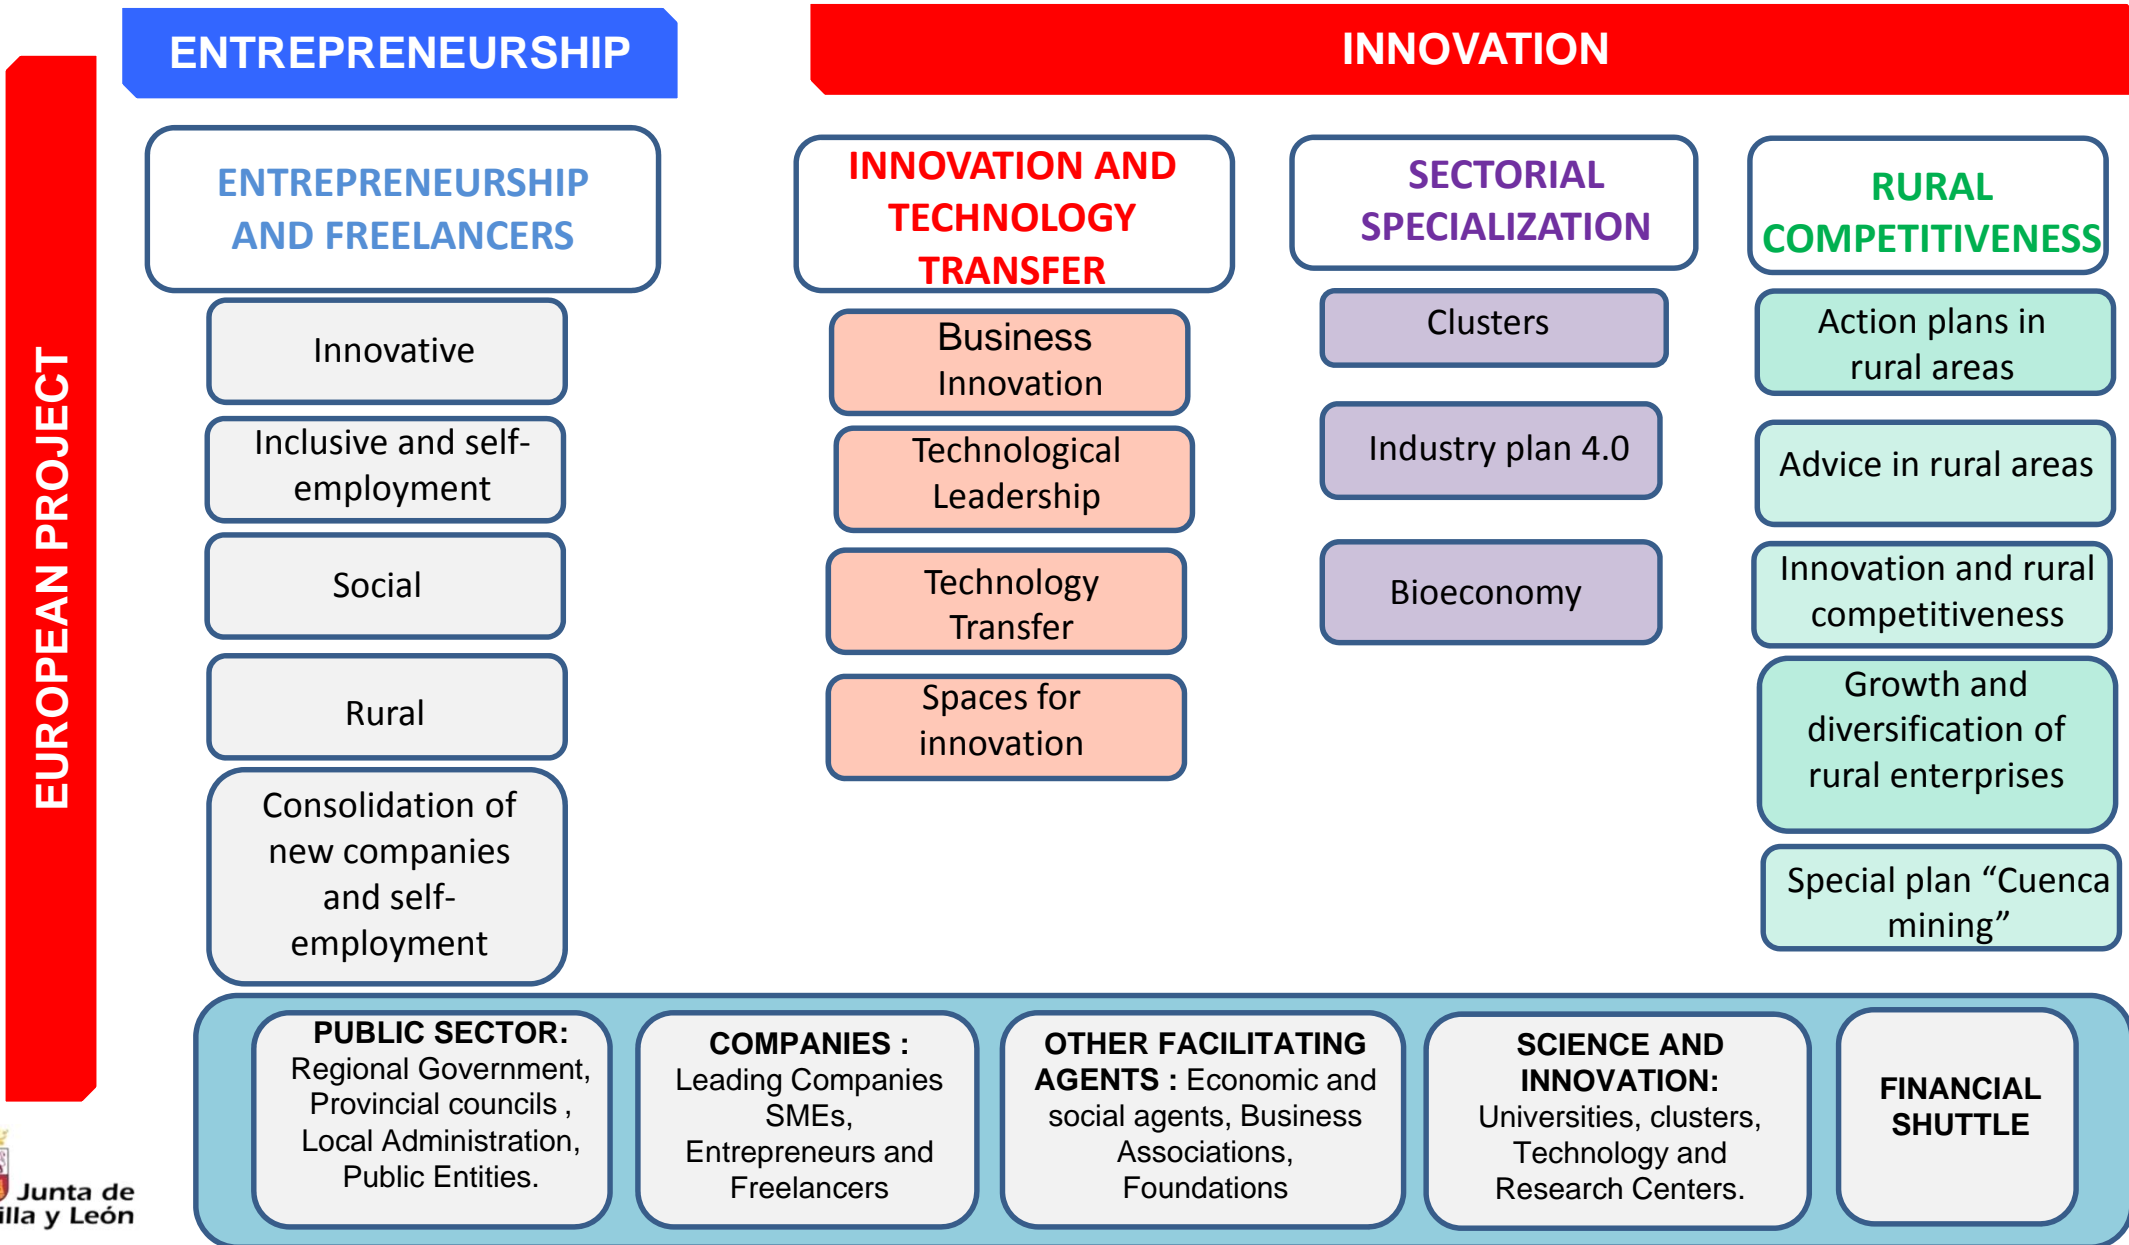 ENTREPRENEURSHIP
INNOVATION
EUROPEAN PROJECT
ENTREPRENEURSHIP
AND FREELANCERS
Innovative
Inclusive and self-
employment
Social
Rural
Consolidation of
new companies
and self-
employment
INNOVATION AND
TECHNOLOGY
TRANSFER
Business
Innovation
Technological
Leadership
Technology
Transfer
Spaces for
innovation
SECTORIAL
SPECIALIZATION
Clusters
Industry plan 4.0
Bioeconomy
RURAL
COMPETITIVENESS
Action plans in
rural areas
Advice in rural areas
Innovation and rural
competitiveness
Growth and
diversification of
rural enterprises
Special plan “Cuenca
mining”
PUBLIC SECTOR:
Regional Government,
Provincial councils ,
Local Administration,
Public Entities.
COMPANIES :
Leading Companies
SMEs,
Entrepreneurs and
Freelancers
OTHER FACILITATING
AGENTS : Economic and
social agents, Business
Associations,
Foundations
SCIENCE AND
INNOVATION:
Universities, clusters,
Technology and
Research Centers.
FINANCIAL
SHUTTLE
Junta de
illa y León